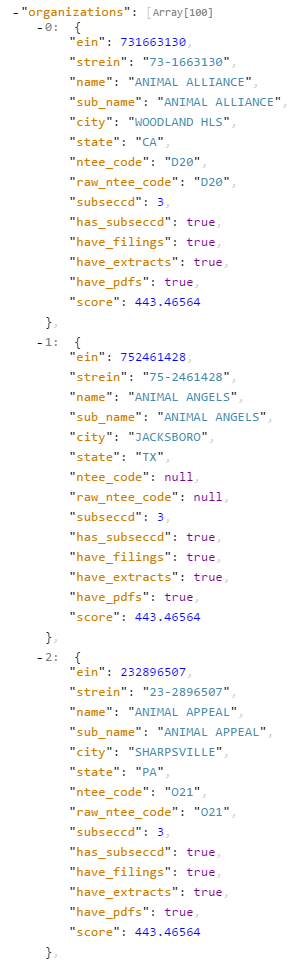 -"organizations": [Array[100]
-0: {
"ein": 731663130,
"strein": "73-1663130",
"name": "ANIMAL ALLIANCE",
"sub_name": "ANIMAL ALLIANCE",
"city": "WOODLAND HLS",
"state": "CA",
"ntee_code": "D20",
"raw_ntee_code": "D20",
"subseccd": 3,
"has_subseccd": true,
"have_filings": true,
"have_extracts": true,
"have_pdfs": true,
"score": 443.46564
},
-1: {
"ein": 752461428,
"strein": "75-2461428",
"name": "ANIMAL ANGELS",
"sub_name": "ANIMAL ANGELS",
"city": "JACKSBORO",
"state": "TX",
"ntee_code": null,
"raw_ntee_code": null,
"subseccd": 3,
"has_subseccd": true,
"have_filings": true,
"have_extracts": true,
"have_pdfs": true,
"score": 443.46564
},
-2: {
"ein": 232896507,
"strein": "23-2896507",
"name": "ANIMAL APPEAL",
"sub_name": "ANIMAL APPEAL",
"city": "SHARPSVILLE",
"state": "PA",
"ntee_code": "O21",
"raw_ntee_code": "O21",
"subseccd": 3,
"has_subseccd": true,
"have_filings": true,
"have_extracts": true,
"have_pdfs": true,
"score": 443.46564
},